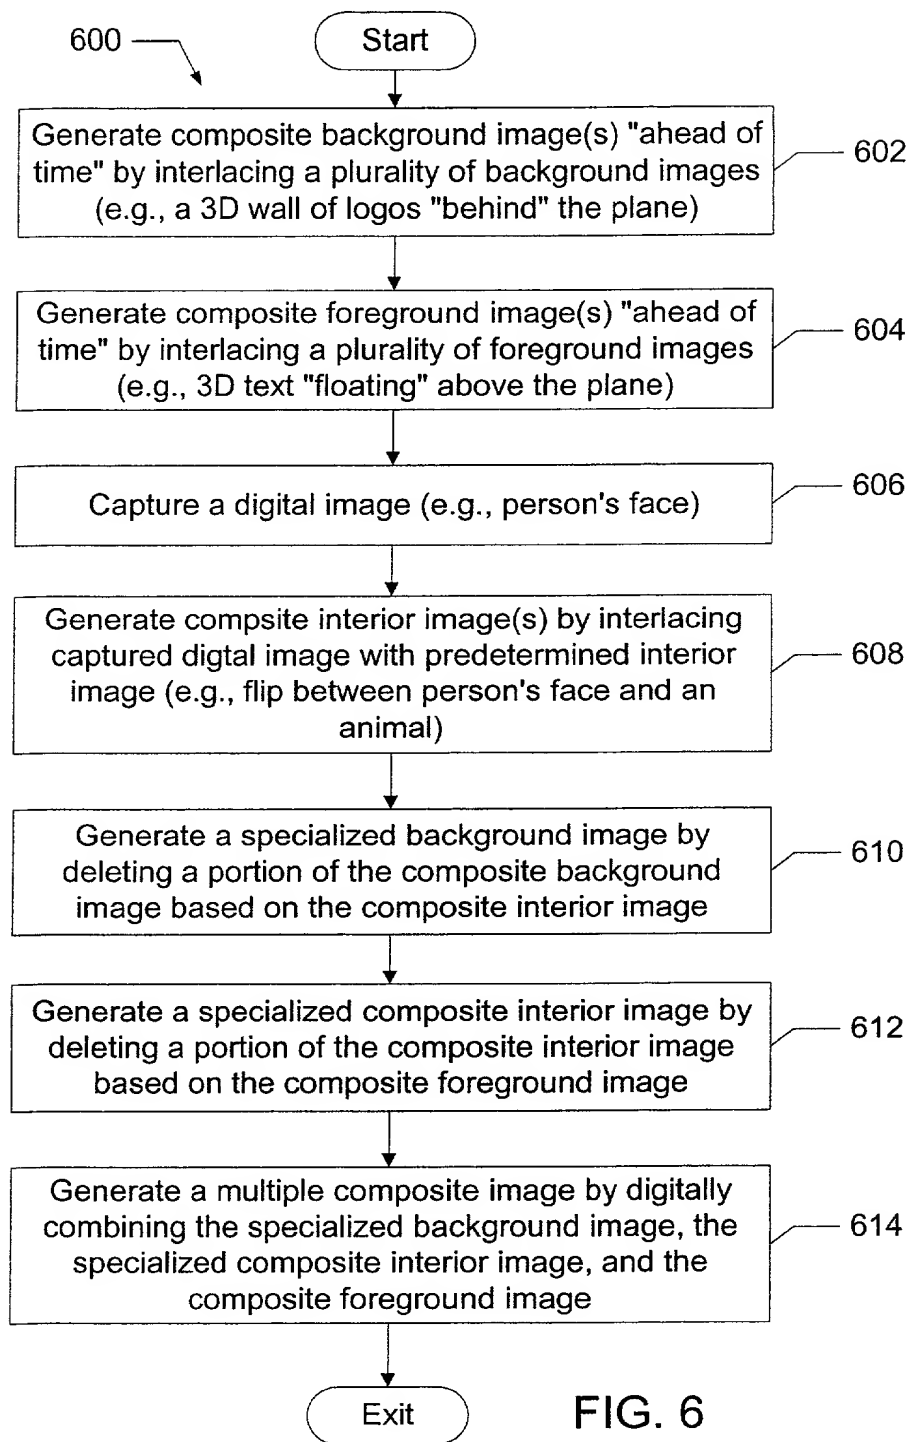 600
Start
Generate composite background image(s) "ahead of
time" by interlacing a plurality of background images
(e.g., a 3D wall of logos "behind" the plane)
602
Generate composite foreground image(s) "ahead of
time" by interlacing a plurality of foreground images
(e.g., 3D text "floating" above the plane)
604
Capture a digital image (e.g., person's face)
606
Generate compsite interior image(s) by interlacing
captured digtal image with predetermined interior
image (e.g., flip between person's face and an
animal)
608
Generate a specialized background image by
deleting a portion of the composite background
image based on the composite interior image
610
Generate a specialized composite interior image by
deleting a portion of the composite interior image
based on the composite foreground image
612
Generate a multiple composite image by digitally
combining the specialized background image, the
specialized composite interior image, and the
composite foreground image
614
Exit
FIG. 6